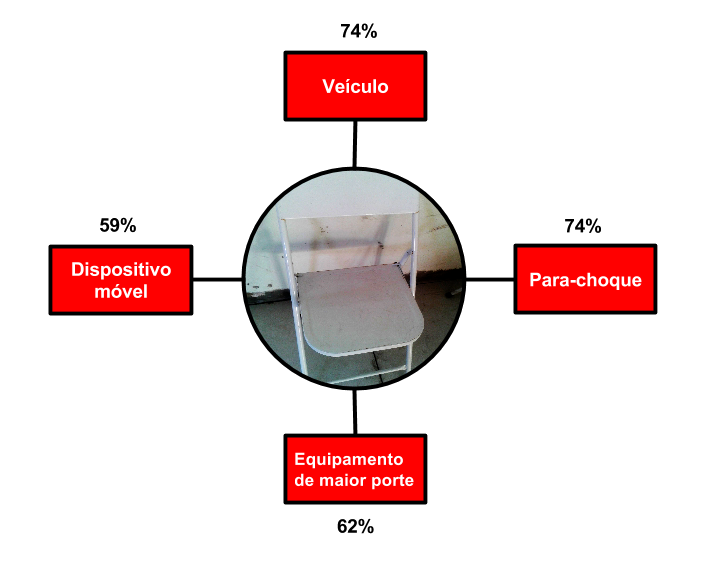 74%
Veículo
59%
Dispositivo
móvel
74%
Para-choque
Equipamento
de maior porte
62%